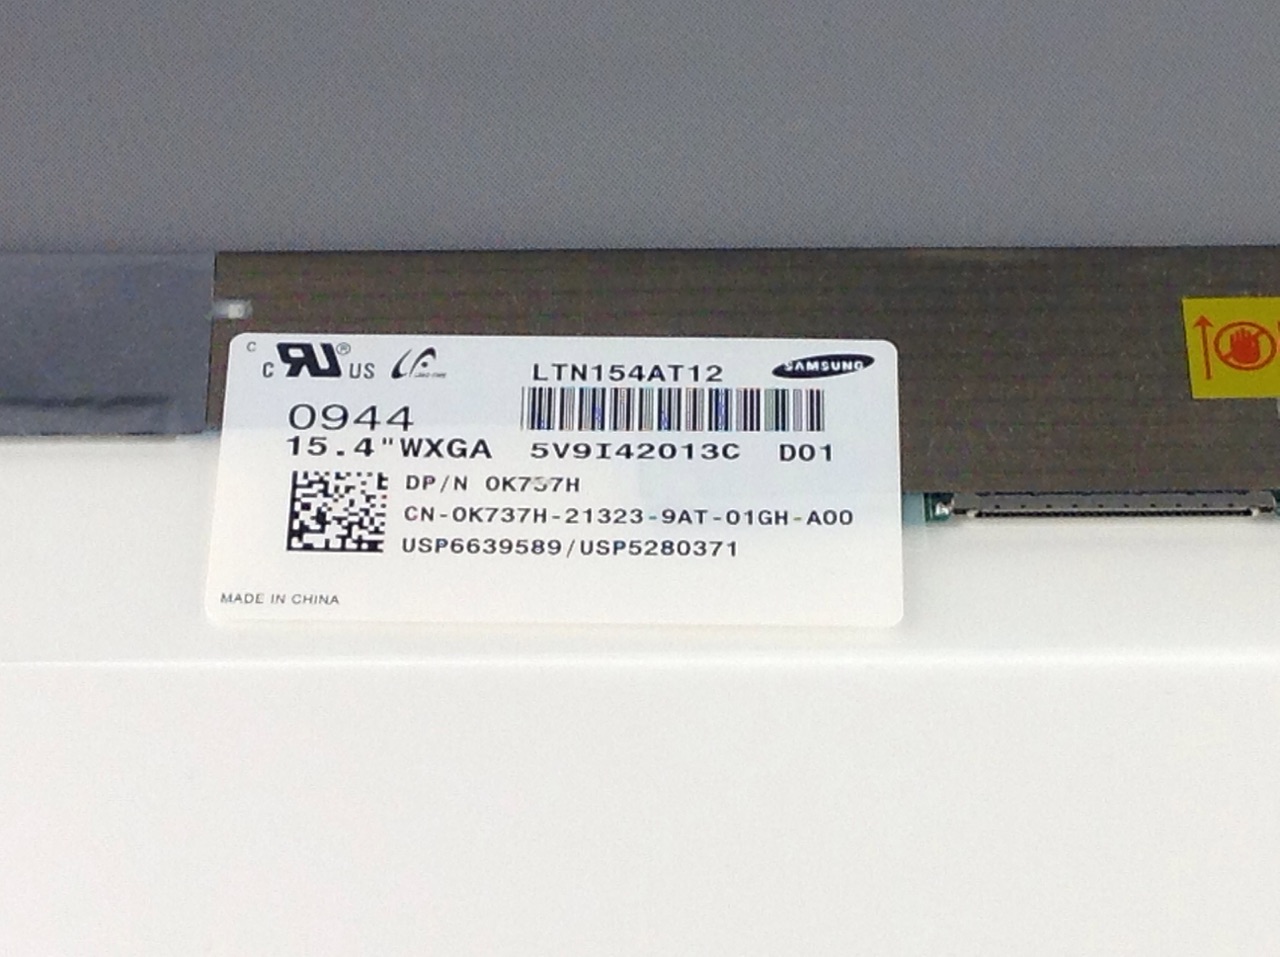 C
C UR® US LTN154AT12 SAMSUNG
0944
15.4"WXGA 5V9I42013C D01
DP/N 0K737H
CN-0K737H-21323-9AT-01GH-A00
USP6639589/USP5280371
MADE IN CHINA